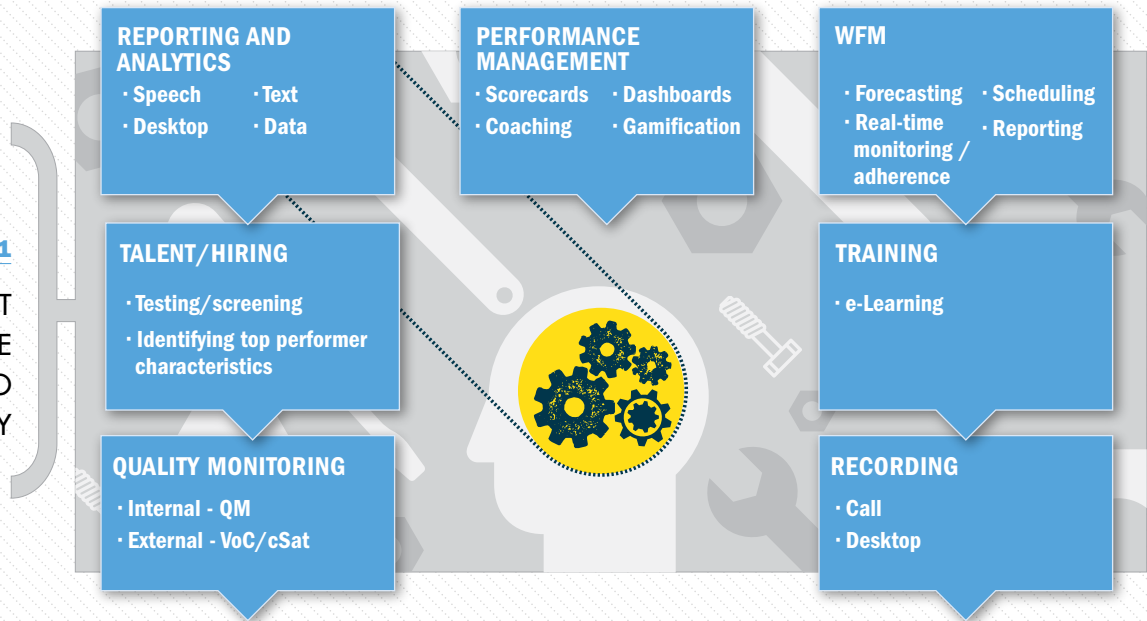 REPORTING AND
ANALYTICS
· Speech · Text
· Desktop · Data
PERFORMANCE
MANAGEMENT
· Scorecards · Dashboards
· Coaching · Gamification
WFM
· Forecasting · Scheduling
· Real-time
monitoring /
adherence
· Reporting
1
T
E
O
Y
TALENT/HIRING
· Testing/screening
· Identifying top performer
characteristics
TRAINING
· e-Learning
QUALITY MONITORING
· Internal - QM
· External - VoC/cSat
RECORDING
· Call
· Desktop